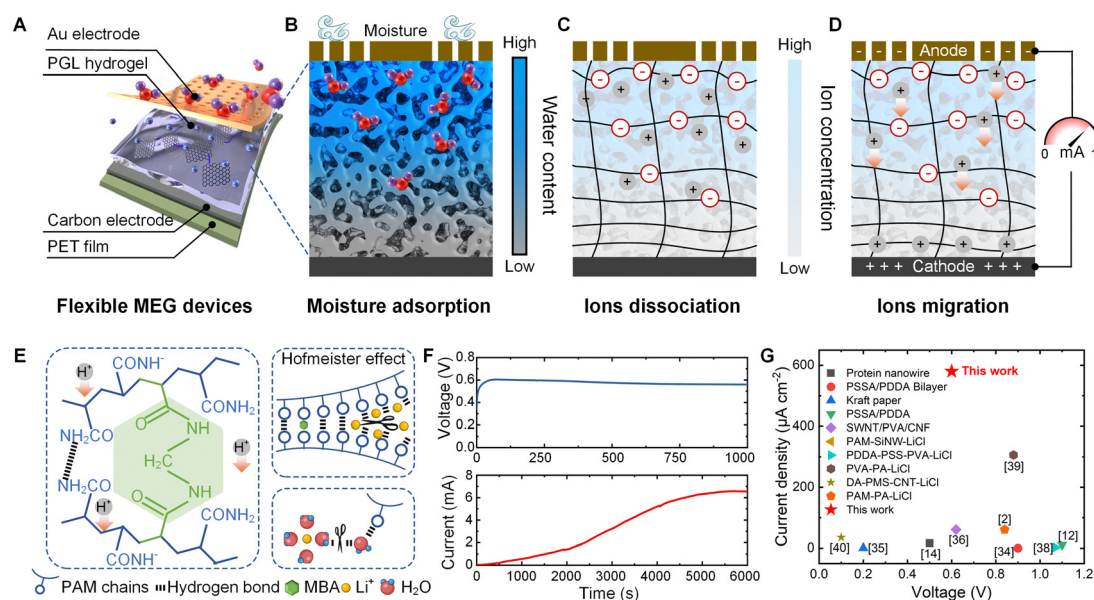 A
Au electrode
PGL hydrogel
Carbon electrode
PET film
Flexible MEG devices
B
Moisture
High
Water content
Low
Moisture adsorption
C
High
Ion concentration
Low
Ions dissociation
D
- - - Anode - - -
+ + + Cathode + + +
0 mA 1
Ions migration
E
H⁺
CONH⁻
CONH₂
O
NH
NH₂CO
H₂C
H⁺
NH₂CO
NH
O
H⁺
CONH₂
CONH⁻
Hofmeister effect
PAM chains Hydrogen bond MBA Li⁺ H₂O
F
Voltage (V)
0.8
0.6
0.4
0.2
0.0
0 250 500 750 1000
Current (mA)
8
6
4
2
0
0 1000 2000 3000 4000 5000 6000
Time (s)
G
Current density (μA cm⁻²)
600
400
200
0
This work
Protein nanowire
PSSA/PDDA Bilayer
Kraft paper
PSSA/PDDA
SWNT/PVA/CNF
PAM-SiNW-LiCl
PDDA-PSS-PVA-LiCl
PVA-PA-LiCl
DA-PMS-CNT-LiCl
PAM-PA-LiCl
This work
[39]
[2]
[36]
[12]
[40] [35] [14] [34] [38]
0.0 0.2 0.4 0.6 0.8 1.0 1.2
Voltage (V)